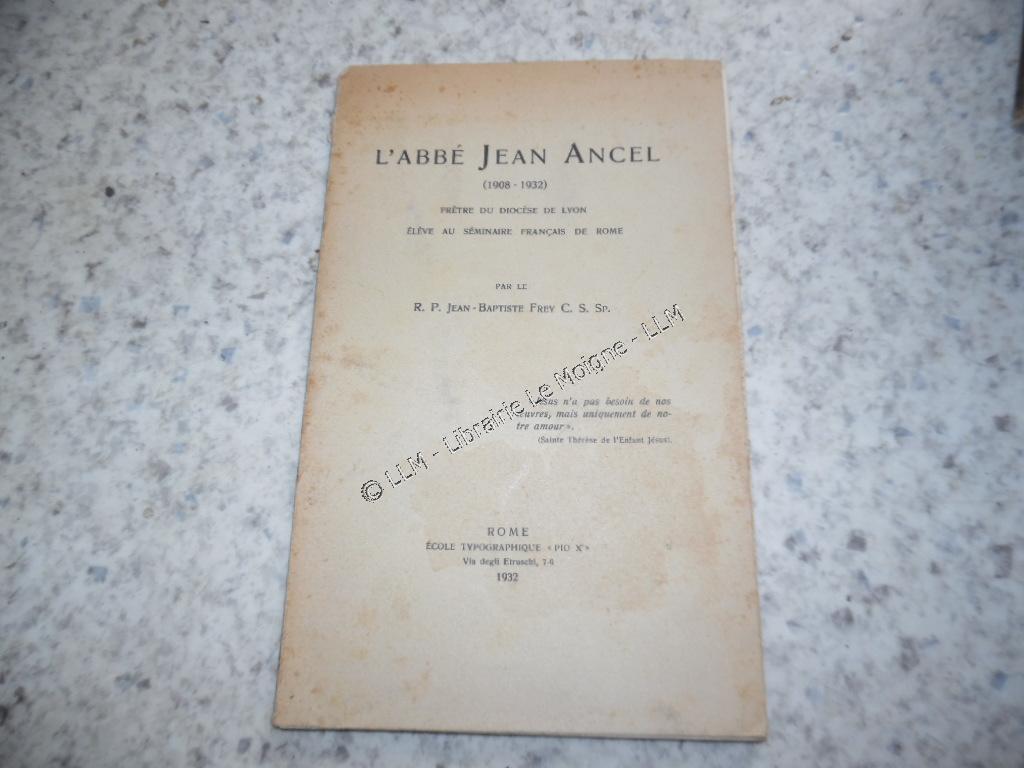 L'ABBÉ JEAN ANCEL
(1908 - 1932)
PRÊTRE DU DIOCÈSE DE LYON
ÉLÈVE AU SÉMINAIRE FRANÇAIS DE ROME
PAR LE
R. P. JEAN-BAPTISTE FREY C. S. SP.
n'a pas besoin de nos
mais uniquement de no-
tre amour».
(Sainte Thérèse de l'Enfant Jésus).
© LLM - Librairie Le Moigne - LLM
ROME
ÉCOLE TYPOGRAPHIQUE «PIO X»
Via degli Etruschi, 7-9
1932